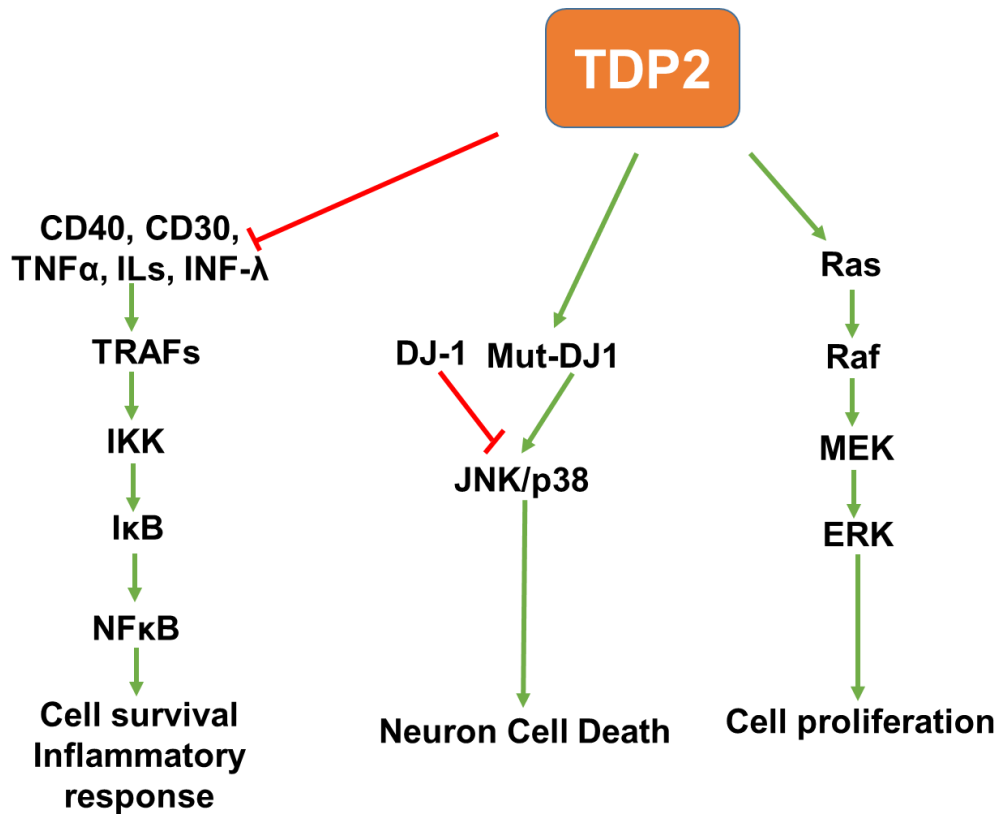 TDP2
CD40, CD30,
TNFα, ILs, INF-λ
TRAFs
IKK
IκB
NFκB
Cell survival
Inflammatory
response
DJ-1 Mut-DJ1
JNK/p38
Neuron Cell Death
Ras
Raf
MEK
ERK
Cell proliferation